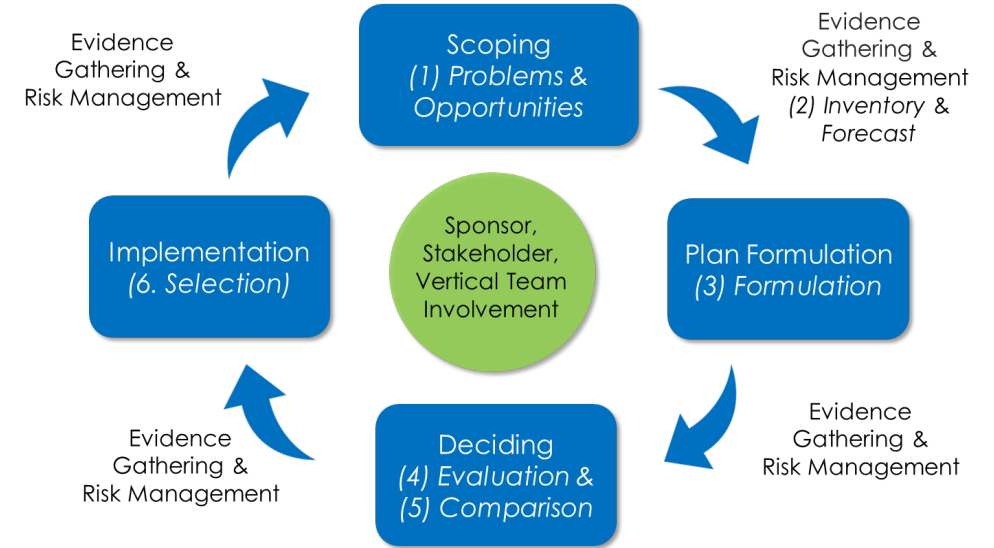 Scoping
(1) Problems &
Opportunities
Evidence
Gathering &
Risk Management
(2) Inventory &
Forecast
Plan Formulation
(3) Formulation
Evidence
Gathering &
Risk Management
Deciding
(4) Evaluation &
(5) Comparison
Evidence
Gathering &
Risk Management
Implementation
(6. Selection)
Evidence
Gathering &
Risk Management
Sponsor,
Stakeholder,
Vertical Team
Involvement